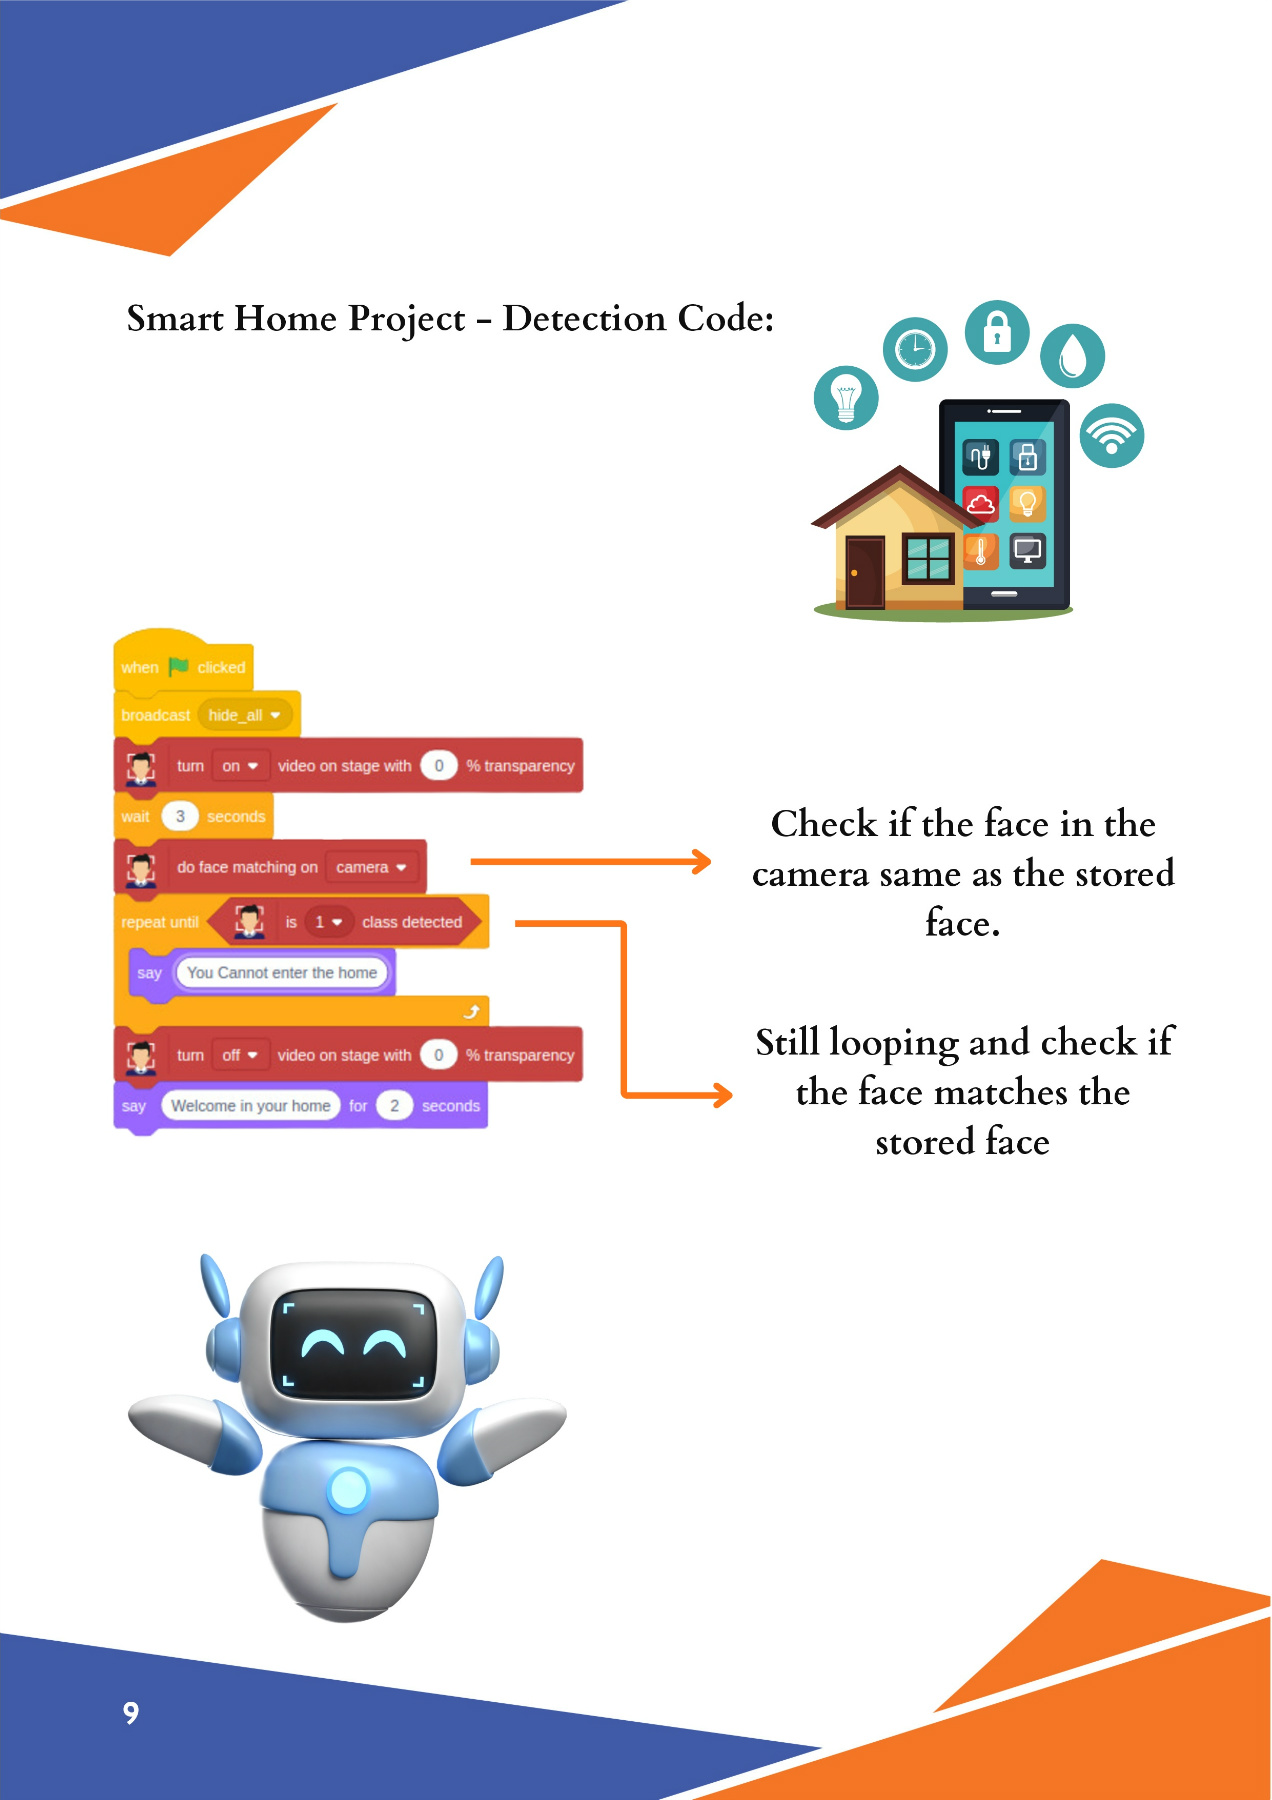 Smart Home Project - Detection Code:
when clicked
broadcast hide_all
turn on video on stage with 0 % transparency
wait 3 seconds
do face matching on camera
repeat until is 1 class detected
say You Cannot enter the home
turn off video on stage with 0 % transparency
say Welcome in your home for 2 seconds
Check if the face in the
camera same as the stored
face.
Still looping and check if
the face matches the
stored face
9